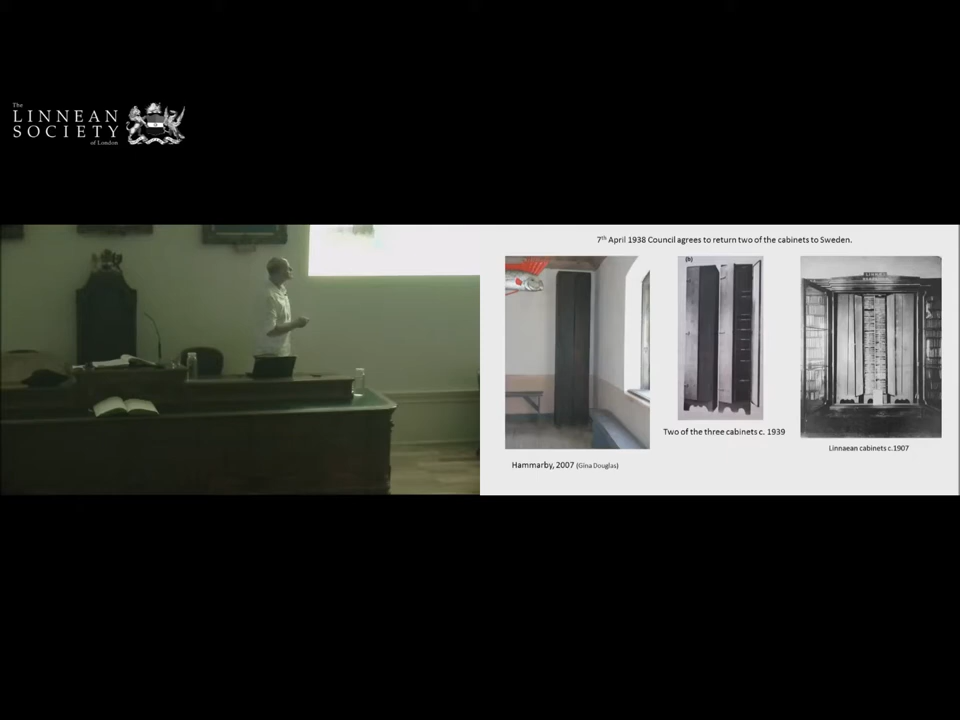 The
LINNEAN
SOCIETY
of London
7th April 1938 Council agrees to return two of the cabinets to Sweden.
(b)
Two of the three cabinets c. 1939
Linnaean cabinets c.1907
Hammarby, 2007 (Gina Douglas)